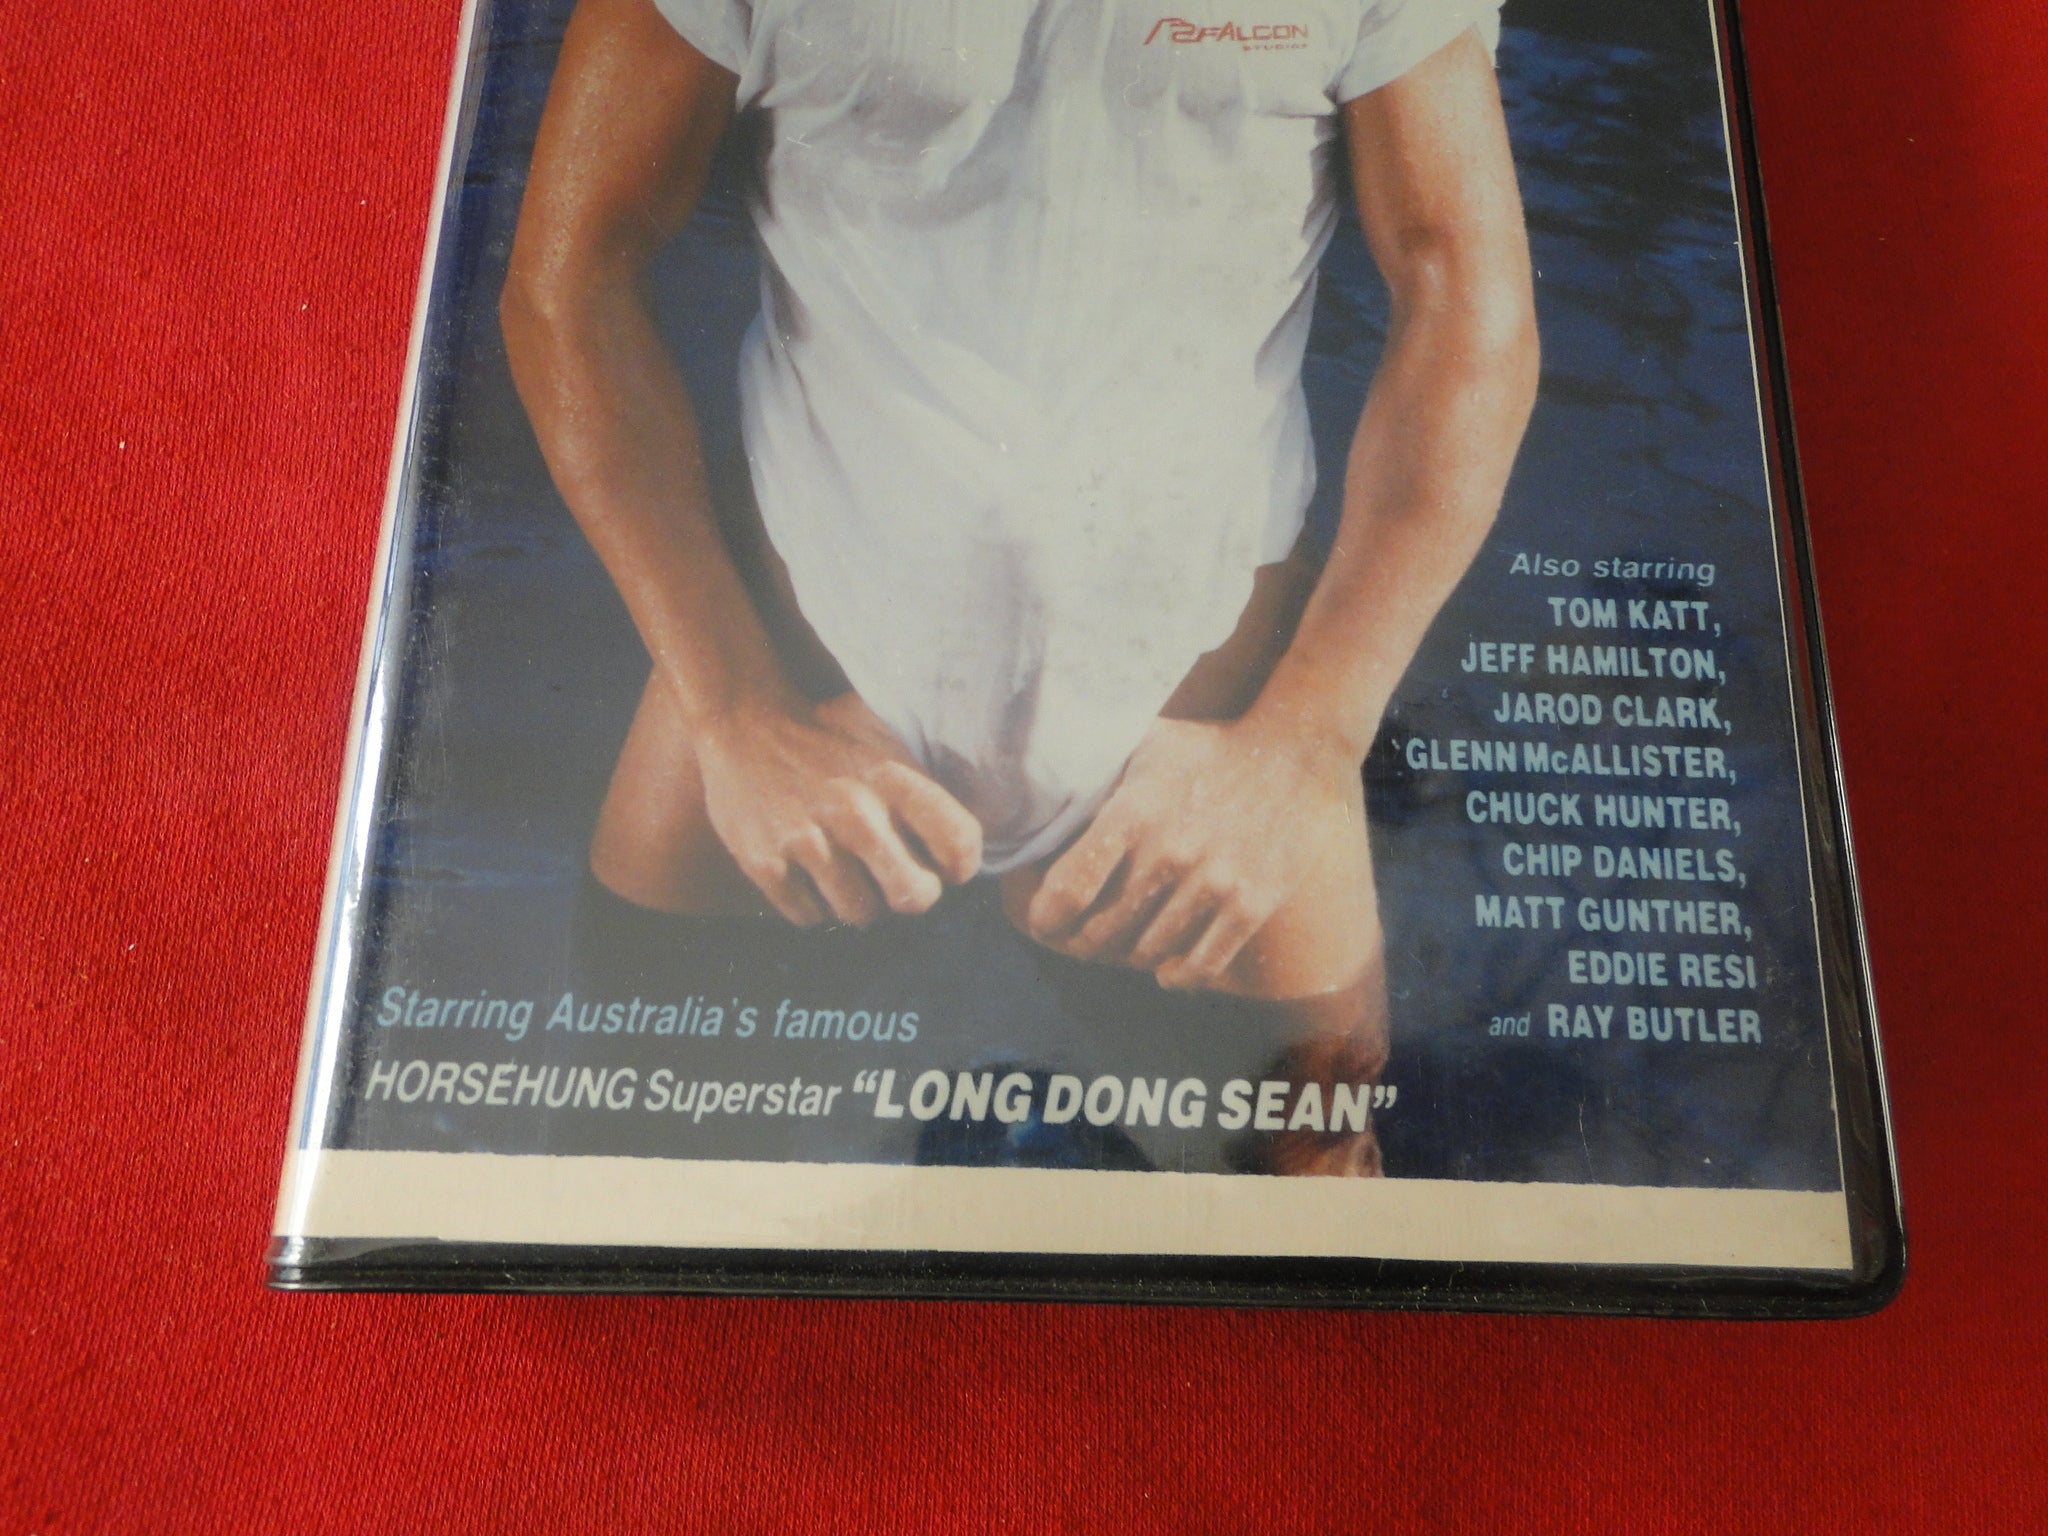 FALCON
STUDIOS
Also starring
TOM KATT,
JEFF HAMILTON,
JAROD CLARK,
GLENN McALLISTER,
CHUCK HUNTER,
CHIP DANIELS,
MATT GUNTHER,
EDDIE RESI
and RAY BUTLER
Starring Australia's famous
HORSEHUNG Superstar "LONG DONG SEAN"